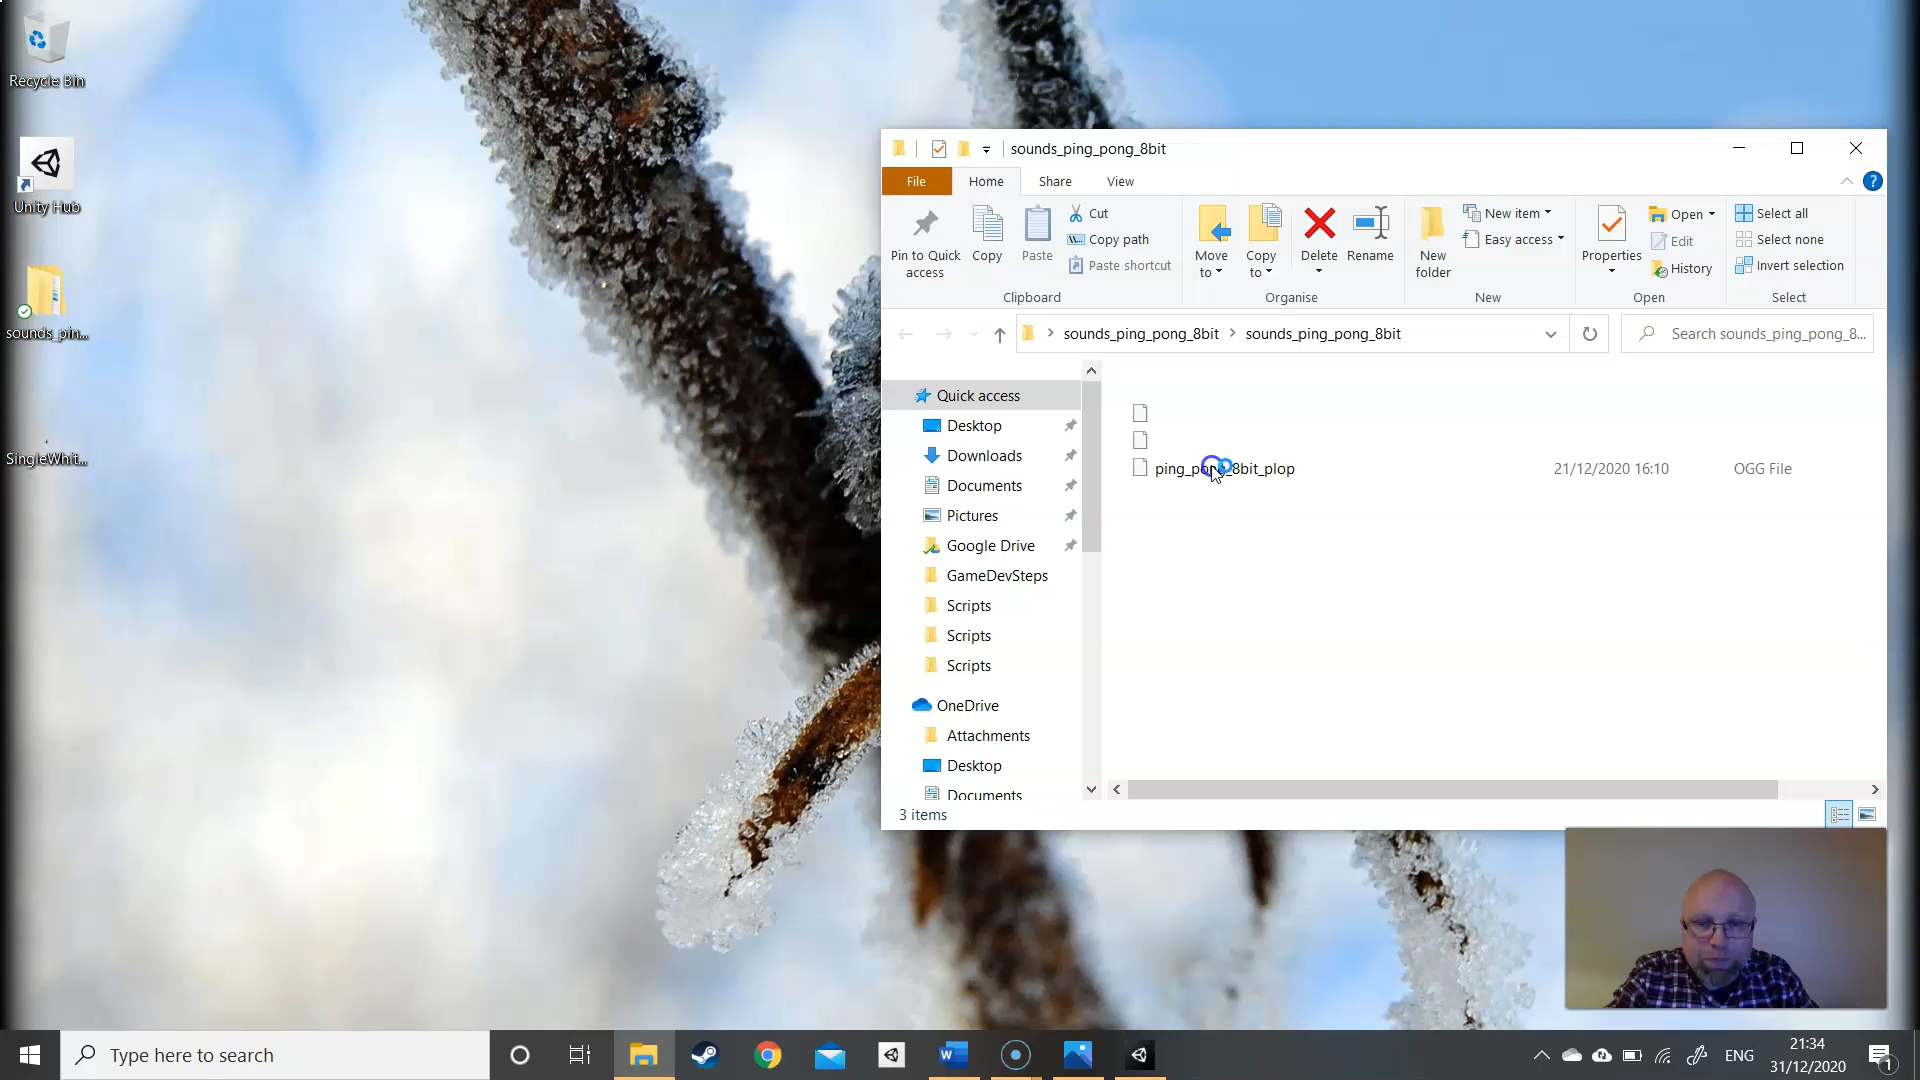 Recycle Bin
Unity Hub
sounds_pin...
SingleWhit...
sounds_ping_pong_8bit
File
Home
Share
View
Pin to Quick access
Copy
Paste
Cut
Copy path
Paste shortcut
Clipboard
Move to
Copy to
Delete
Rename
Organise
New folder
New item
Easy access
New
Properties
Open
Edit
History
Open
Select all
Select none
Invert selection
Select
sounds_ping_pong_8bit
sounds_ping_pong_8bit
Search sounds_ping_pong_8...
Quick access
Desktop
Downloads
Documents
Pictures
Google Drive
GameDevSteps
Scripts
Scripts
Scripts
OneDrive
Attachments
Desktop
Documents
ping_pong_8bit_plop
21/12/2020 16:10
OGG File
3 items
Type here to search
ENG
21:34
31/12/2020
1